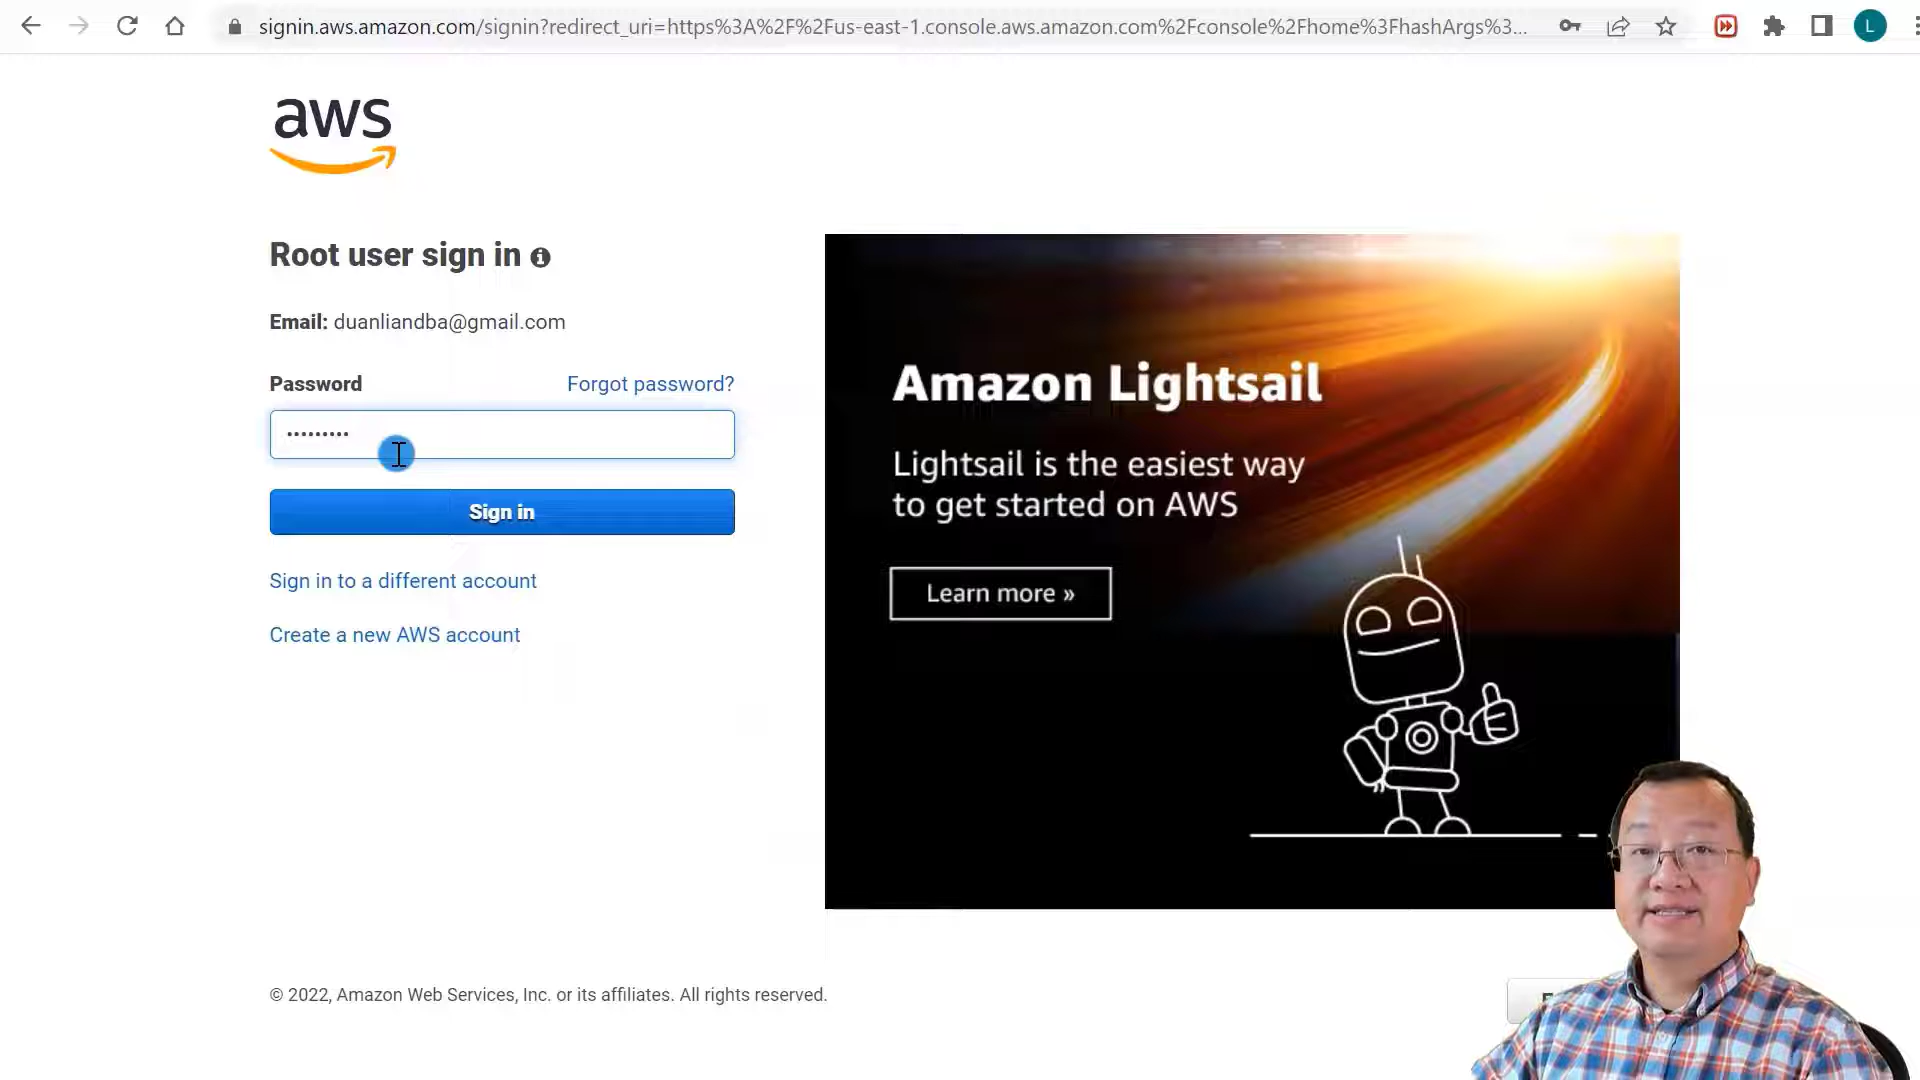 signin.aws.amazon.com/signin?redirect_uri=https%3A%2F%2Fus-east-1.console.aws.amazon.com%2Fconsole%2Fhome%3FhashArgs%3...
L
aws
Root user sign in
Email: duanliandba@gmail.com
Password Forgot password?
•••••••••
Sign in
Sign in to a different account
Create a new AWS account
Amazon Lightsail
Lightsail is the easiest way
to get started on AWS
Learn more »
© 2022, Amazon Web Services, Inc. or its affiliates. All rights reserved.